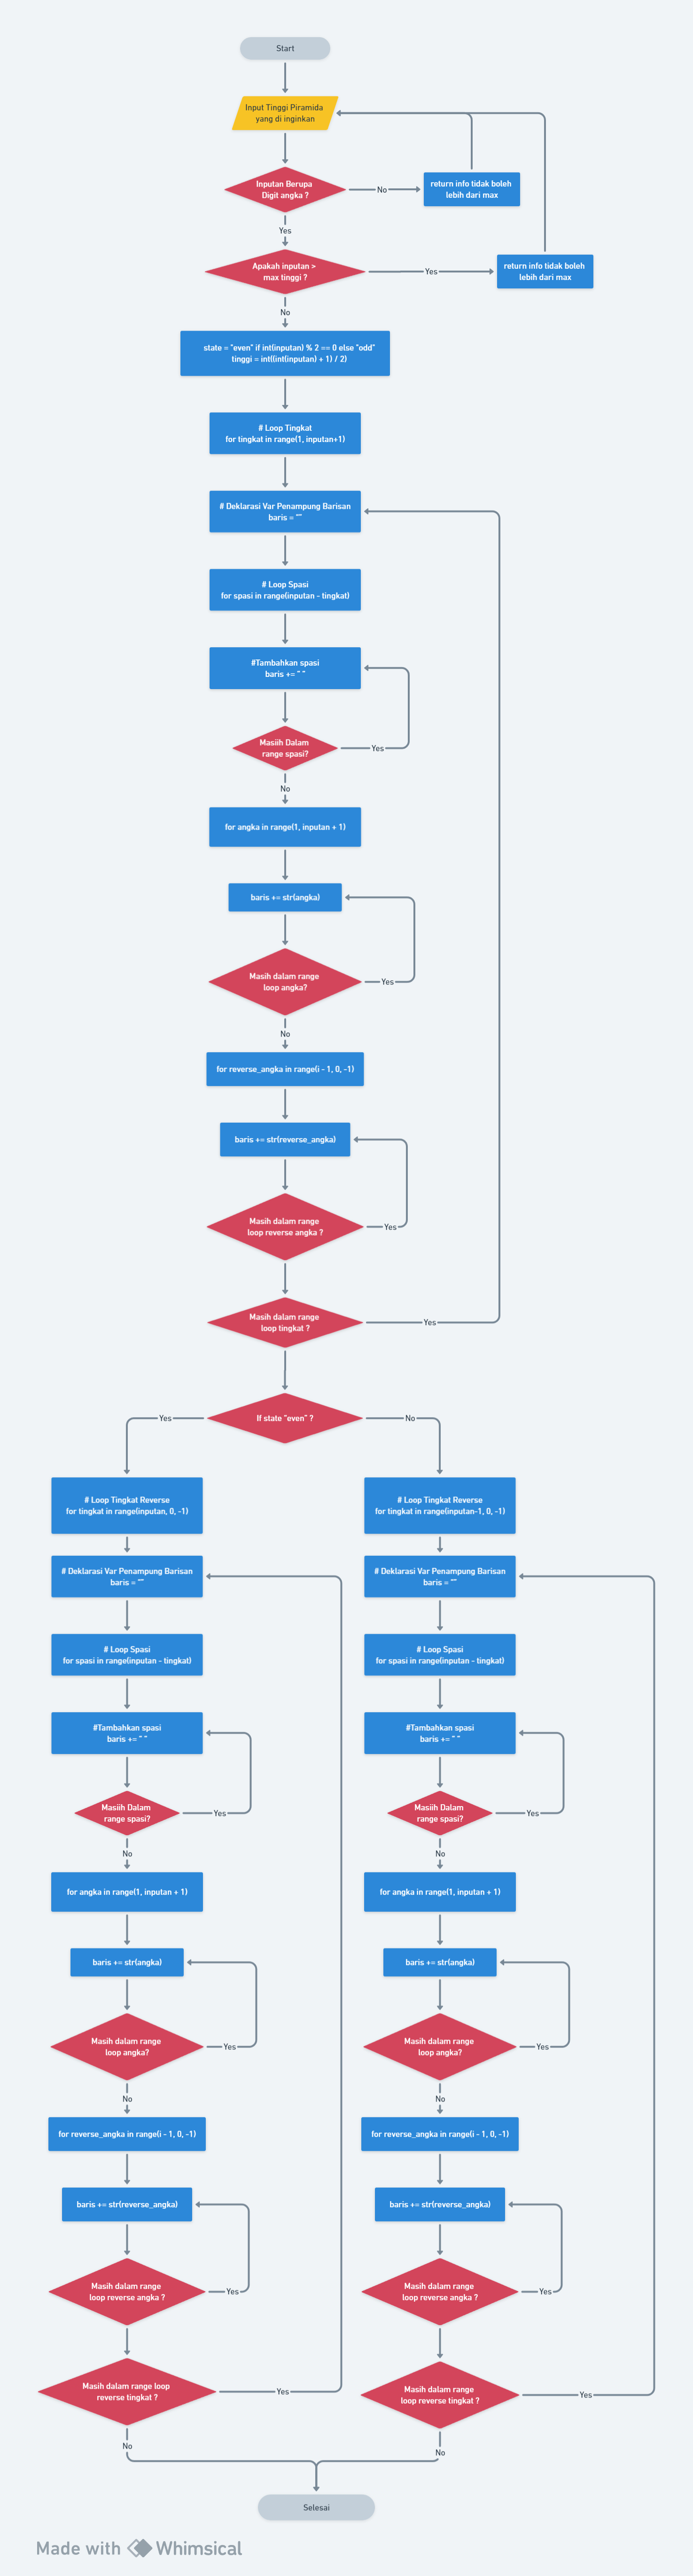 Start
Input Tinggi Piramida
yang di inginkan
Inputan Berupa
Digit angka ?
No
return info tidak boleh
lebih dari max
Yes
Apakah inputan >
max tinggi ?
Yes
return info tidak boleh
lebih dari max
No
state = "even" if int(inputan) % 2 == 0 else "odd"
tinggi = int((int(inputan) + 1) / 2)
# Loop Tingkat
for tingkat in range(1, inputan+1)
# Deklarasi Var Penampung Barisan
baris = ""
# Loop Spasi
for spasi in range(inputan - tingkat)
#Tambahkan spasi
baris += " "
Masiih Dalam
range spasi?
Yes
No
for angka in range(1, inputan + 1)
baris += str(angka)
Masih dalam range
loop angka?
Yes
No
for reverse_angka in range(i - 1, 0, -1)
baris += str(reverse_angka)
Masih dalam range
loop reverse angka ?
Yes
Masih dalam range
loop tingkat ?
Yes
If state "even" ?
Yes
No
# Loop Tingkat Reverse
for tingkat in range(inputan, 0, -1)
# Deklarasi Var Penampung Barisan
baris = ""
# Loop Spasi
for spasi in range(inputan - tingkat)
#Tambahkan spasi
baris += " "
Masiih Dalam
range spasi?
Yes
No
for angka in range(1, inputan + 1)
baris += str(angka)
Masih dalam range
loop angka?
Yes
No
for reverse_angka in range(i - 1, 0, -1)
baris += str(reverse_angka)
Masih dalam range
loop reverse angka ?
Yes
Masih dalam range loop
reverse tingkat ?
Yes
No
# Loop Tingkat Reverse
for tingkat in range(inputan-1, 0, -1)
# Deklarasi Var Penampung Barisan
baris = ""
# Loop Spasi
for spasi in range(inputan - tingkat)
#Tambahkan spasi
baris += " "
Masiih Dalam
range spasi?
Yes
No
for angka in range(1, inputan + 1)
baris += str(angka)
Masih dalam range
loop angka?
Yes
No
for reverse_angka in range(i - 1, 0, -1)
baris += str(reverse_angka)
Masih dalam range
loop reverse angka ?
Yes
Masih dalam range
loop reverse tingkat ?
Yes
No
Selesai
Made with Whimsical